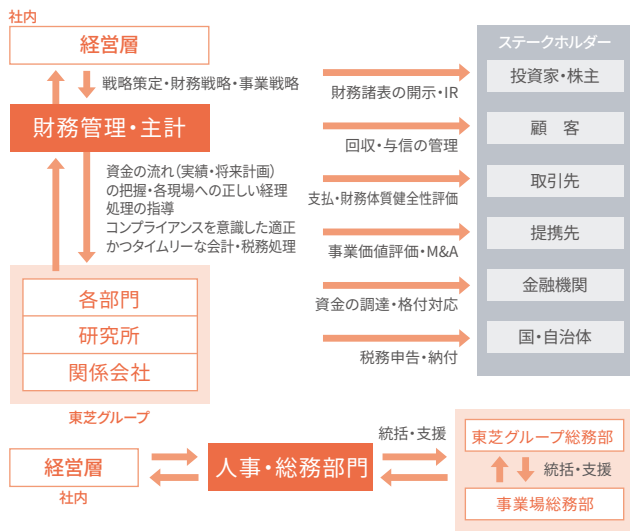 社内
経営層
戦略策定・財務戦略・事業戦略
財務管理・主計
資金の流れ(実績・将来計画)
の把握・各現場への正しい経理
処理の指導
コンプライアンスを意識した適正
かつタイムリーな会計・税務処理
各部門
研究所
関係会社
東芝グループ
ステークホルダー
財務諸表の開示・IR
投資家・株主
回収・与信の管理
顧 客
支払・財務体質健全性評価
取引先
事業価値評価・M&A
提携先
資金の調達・格付対応
金融機関
税務申告・納付
国・自治体
経営層
社内
人事・総務部門
統括・支援
東芝グループ総務部
統括・支援
事業場総務部